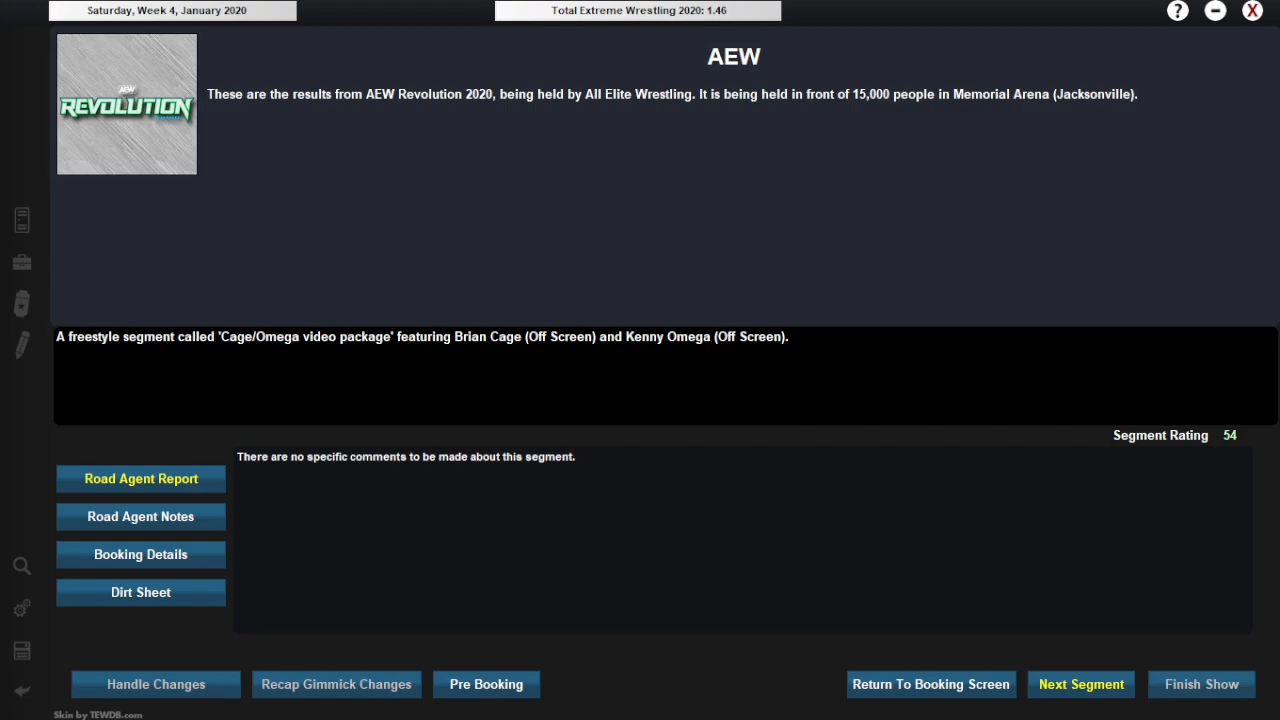 Saturday, Week 4, January 2020
Total Extreme Wrestling 2020: 1.46
?
X
AEW
AEW
REVOLUTION
These are the results from AEW Revolution 2020, being held by All Elite Wrestling. It is being held in front of 15,000 people in Memorial Arena (Jacksonville).
A freestyle segment called 'Cage/Omega video package' featuring Brian Cage (Off Screen) and Kenny Omega (Off Screen).
Segment Rating 54
There are no specific comments to be made about this segment.
Road Agent Report
Road Agent Notes
Booking Details
Dirt Sheet
Handle Changes
Recap Gimmick Changes
Pre Booking
Return To Booking Screen
Next Segment
Finish Show
Skin by TEWDB.com